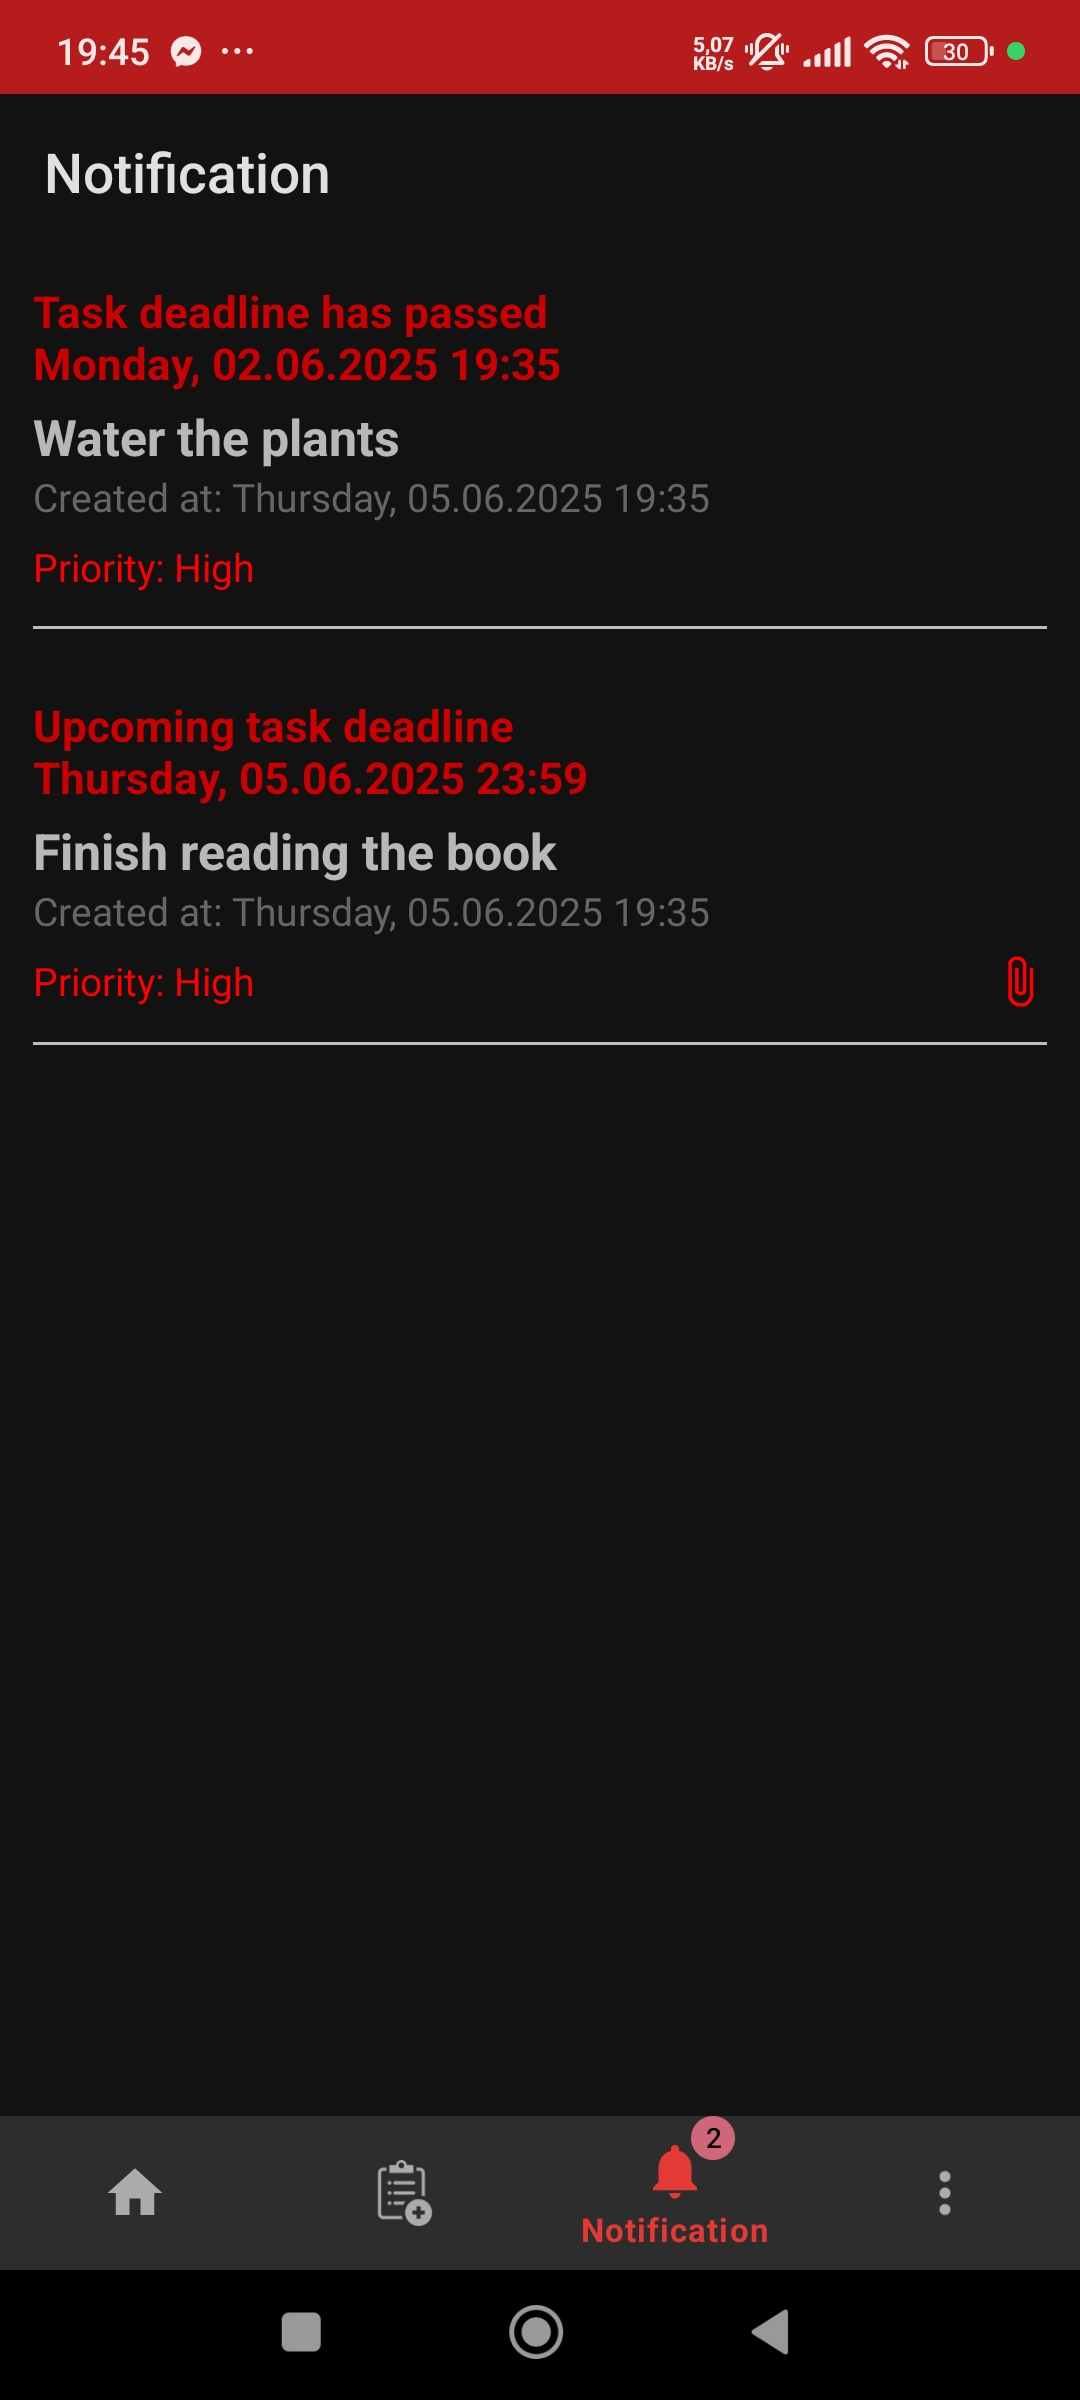 19:45
5,07
KB/s
30
Notification
Task deadline has passed
Monday, 02.06.2025 19:35
Water the plants
Created at: Thursday, 05.06.2025 19:35
Priority: High
Upcoming task deadline
Thursday, 05.06.2025 23:59
Finish reading the book
Created at: Thursday, 05.06.2025 19:35
Priority: High
2
Notification